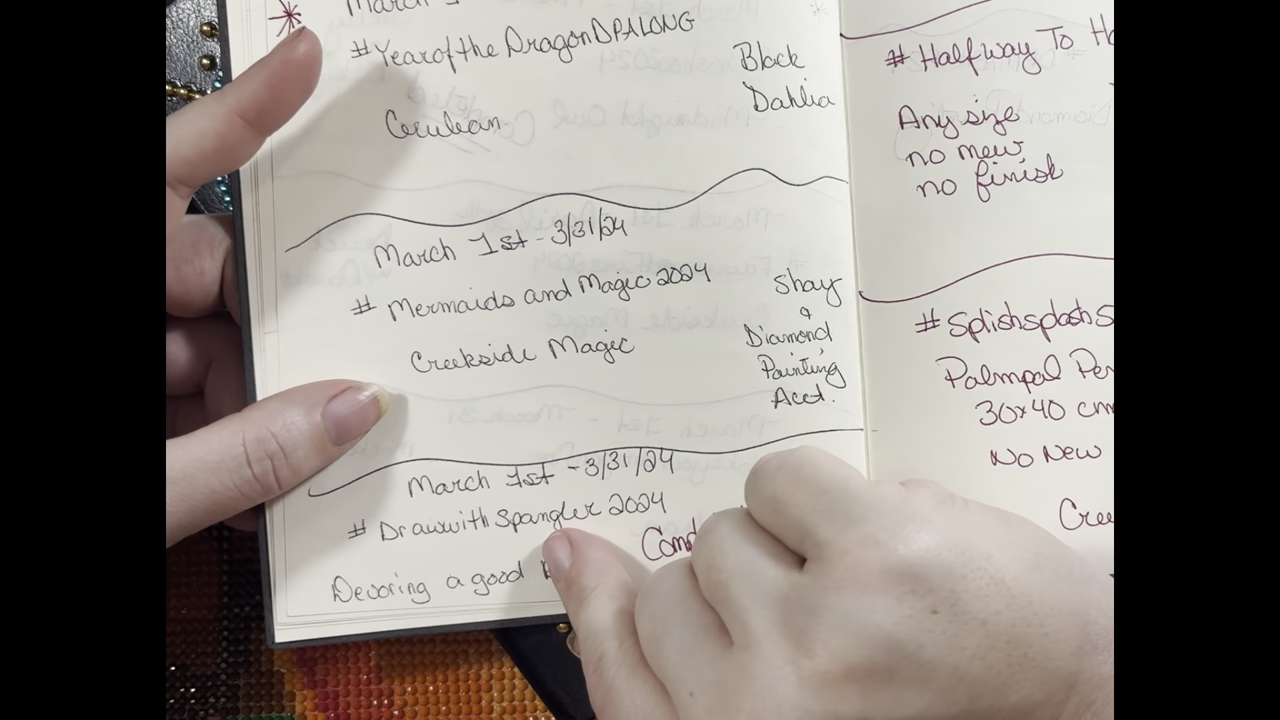 March 1
#YearoftheDragonDPALONG
Black
Dahlia
Cerulean
March 1st - 3/31/24
# Mermaids and Magic 2024
Shay
&
Diamond
Painting
Acct.
Creekside Magic
March 1st - 3/31/24
# Drawwith Spangler 2024
Devoring a good
# Halfway To
Any size
no new
no finish
# Splishsplash
Palmpal
30x40 cm
No New